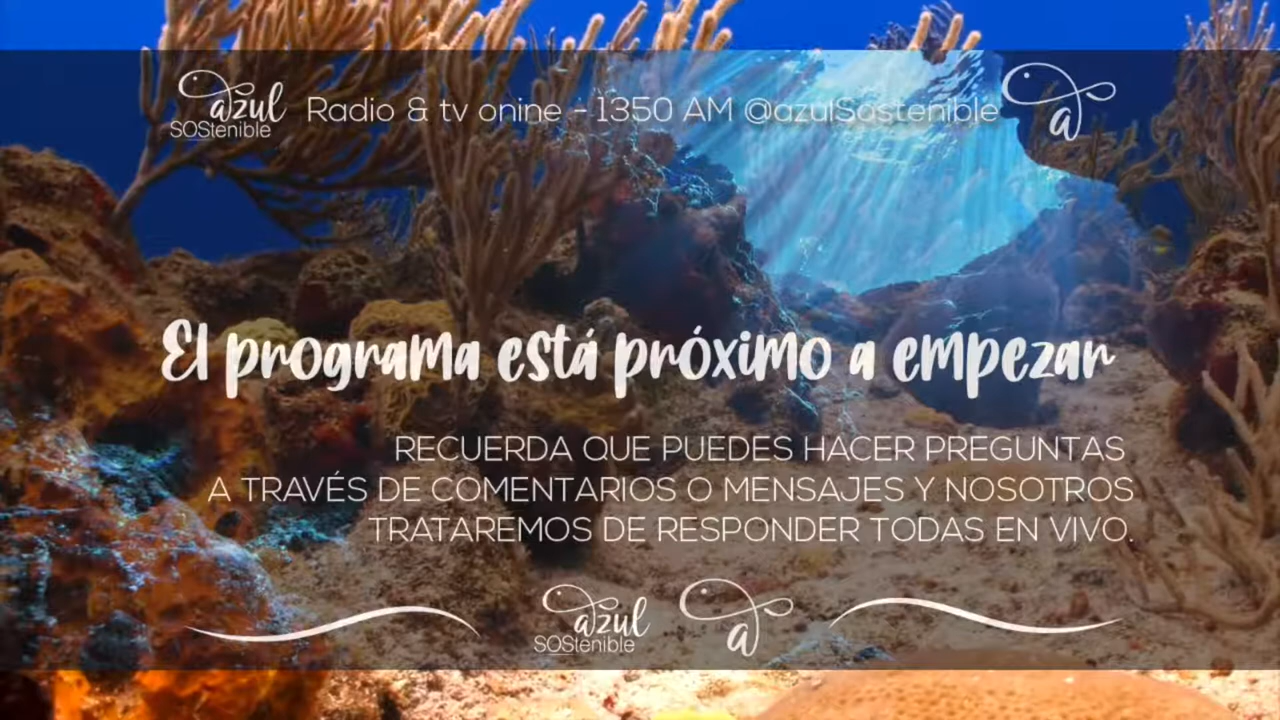 azul
SOStenible
Radio & tv onine - 1350 AM @azulSostenible
a
El programa está próximo a empezar
RECUERDA QUE PUEDES HACER PREGUNTAS
A TRAVÉS DE COMENTARIOS O MENSAJES Y NOSOTROS
TRATAREMOS DE RESPONDER TODAS EN VIVO.
azul
SOStenible
a